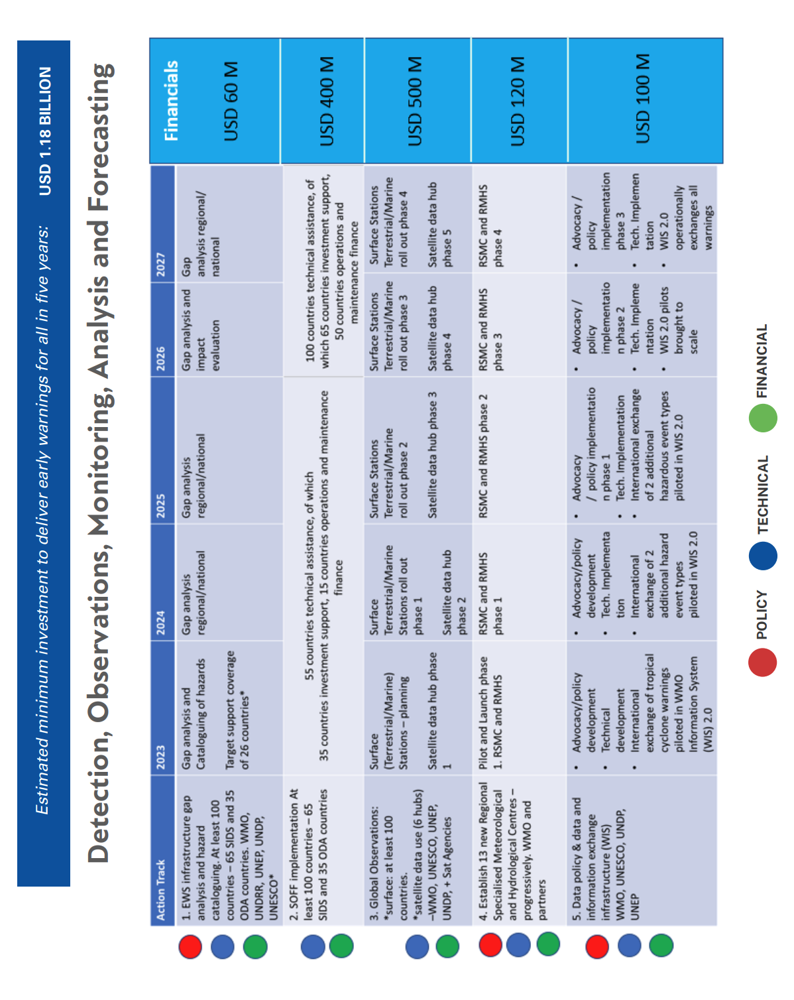 Estimated minimum investment to deliver early warnings for all in five years: USD 1.18 BILLION
Detection, Observations, Monitoring, Analysis and Forecasting
Action Track
2023
2024
2025
2026
2027
Financials
1. EWS infrastructure gap
analysis and hazard
cataloguing. At least 100
countries – 65 SIDS and 35
ODA countries. WMO,
UNDRR, UNEP, UNDP,
UNESCO*
Gap analysis and
Cataloguing of hazards
Target support coverage
of 26 countries*
Gap analysis
regional/national
Gap analysis
regional/national
Gap analysis and
impact
evaluation
Gap
analysis regional/
national
USD 60 M
2. SOFF implementation At
least 100 countries – 65
SIDS and 35 ODA countries
55 countries technical assistance, of which
35 countries investment support, 15 countries operations and maintenance
finance
100 countries technical assistance, of
which 65 countries investment support,
50 countries operations and
maintenance finance
USD 400 M
3. Global Observations:
*surface: at least 100
countries.
*satellite data use (6 hubs)
–WMO, UNESCO, UNEP,
UNDP, + Sat Agencies
Surface
(Terrestrial/Marine)
Stations – planning
Satellite data hub phase
1
Surface
Terrestrial/Marine
Stations roll out
phase 1
Satellite data hub
phase 2
Surface Stations
Terrestrial/Marine
roll out phase 2
Satellite data hub phase 3
Surface Stations
Terrestrial/Marine
roll out phase 3
Satellite data hub
phase 4
Surface Stations
Terrestrial/Marine
roll out phase 4
Satellite data hub
phase 5
USD 500 M
4. Establish 13 new Regional
Specialised Meteorological
and Hydrological Centres –
progressively. WMO and
partners
Pilot and Launch phase
1. RSMC and RMHS
RSMC and RMHS
phase 1
RSMC and RMHS phase 2
RSMC and RMHS
phase 3
RSMC and RMHS
phase 4
USD 120 M
5. Data policy & data and
information exchange
infrastructure (WIS)
WMO, UNESCO, UNDP,
UNEP
• Advocacy/policy
development
• Technical
development
• International
exchange of tropical
cyclone warnings
piloted in WMO
Information System
(WIS) 2.0
• Advocacy/policy
development
• Tech. Implementa
tion
• International
exchange of 2
additional hazard
event types
piloted in WIS 2.0
• Advocacy
/ policy implementatio
n phase 1
• Tech. Implementation
• International exchange
of 2 additional
hazardous event types
piloted in WIS 2.0
• Advocacy /
policy
implementatio
n phase 2
• Tech. Impleme
ntation
• WIS 2.0 pilots
brought to
scale
• Advocacy /
policy
implementation
phase 3
• Tech. Implemen
tation
• WIS 2.0
operationally
exchanges all
warnings
USD 100 M
POLICY
TECHNICAL
FINANCIAL